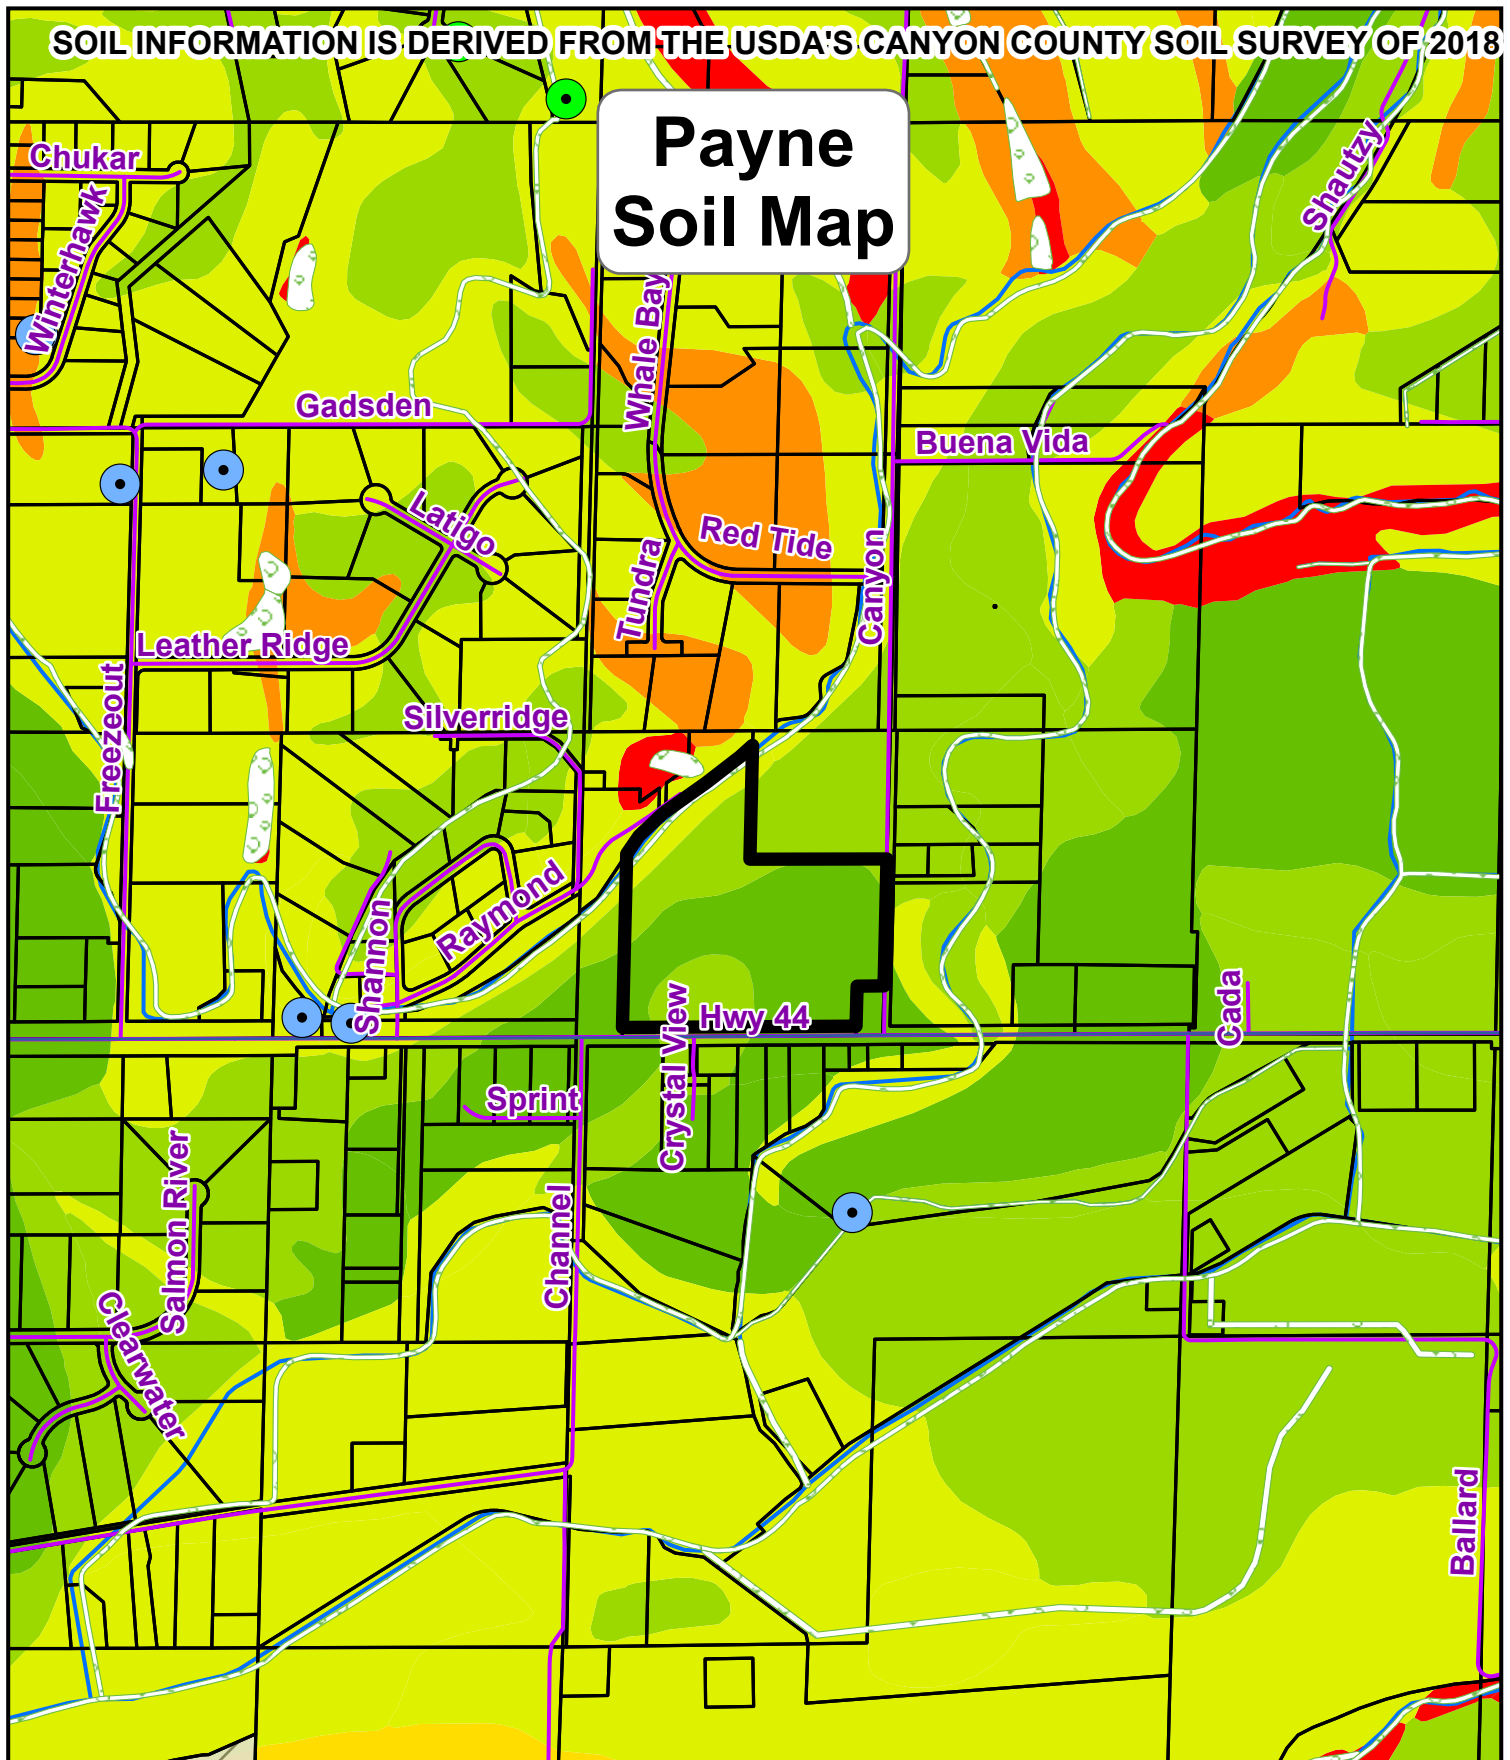 SOIL INFORMATION IS DERIVED FROM THE USDA'S CANYON COUNTY SOIL SURVEY OF 2018
Payne
Soil Map
Chukar
Winterhawk
Shautzy
Whale Bay
Gadsden
Buena Vida
Latigo
Red Tide
Tundra
Canyon
Leather Ridge
Freezeout
Silverridge
Raymond
Shannon
Crystal View
Hwy 44
Cada
Sprint
Salmon River
Channel
Clearwater
Ballard